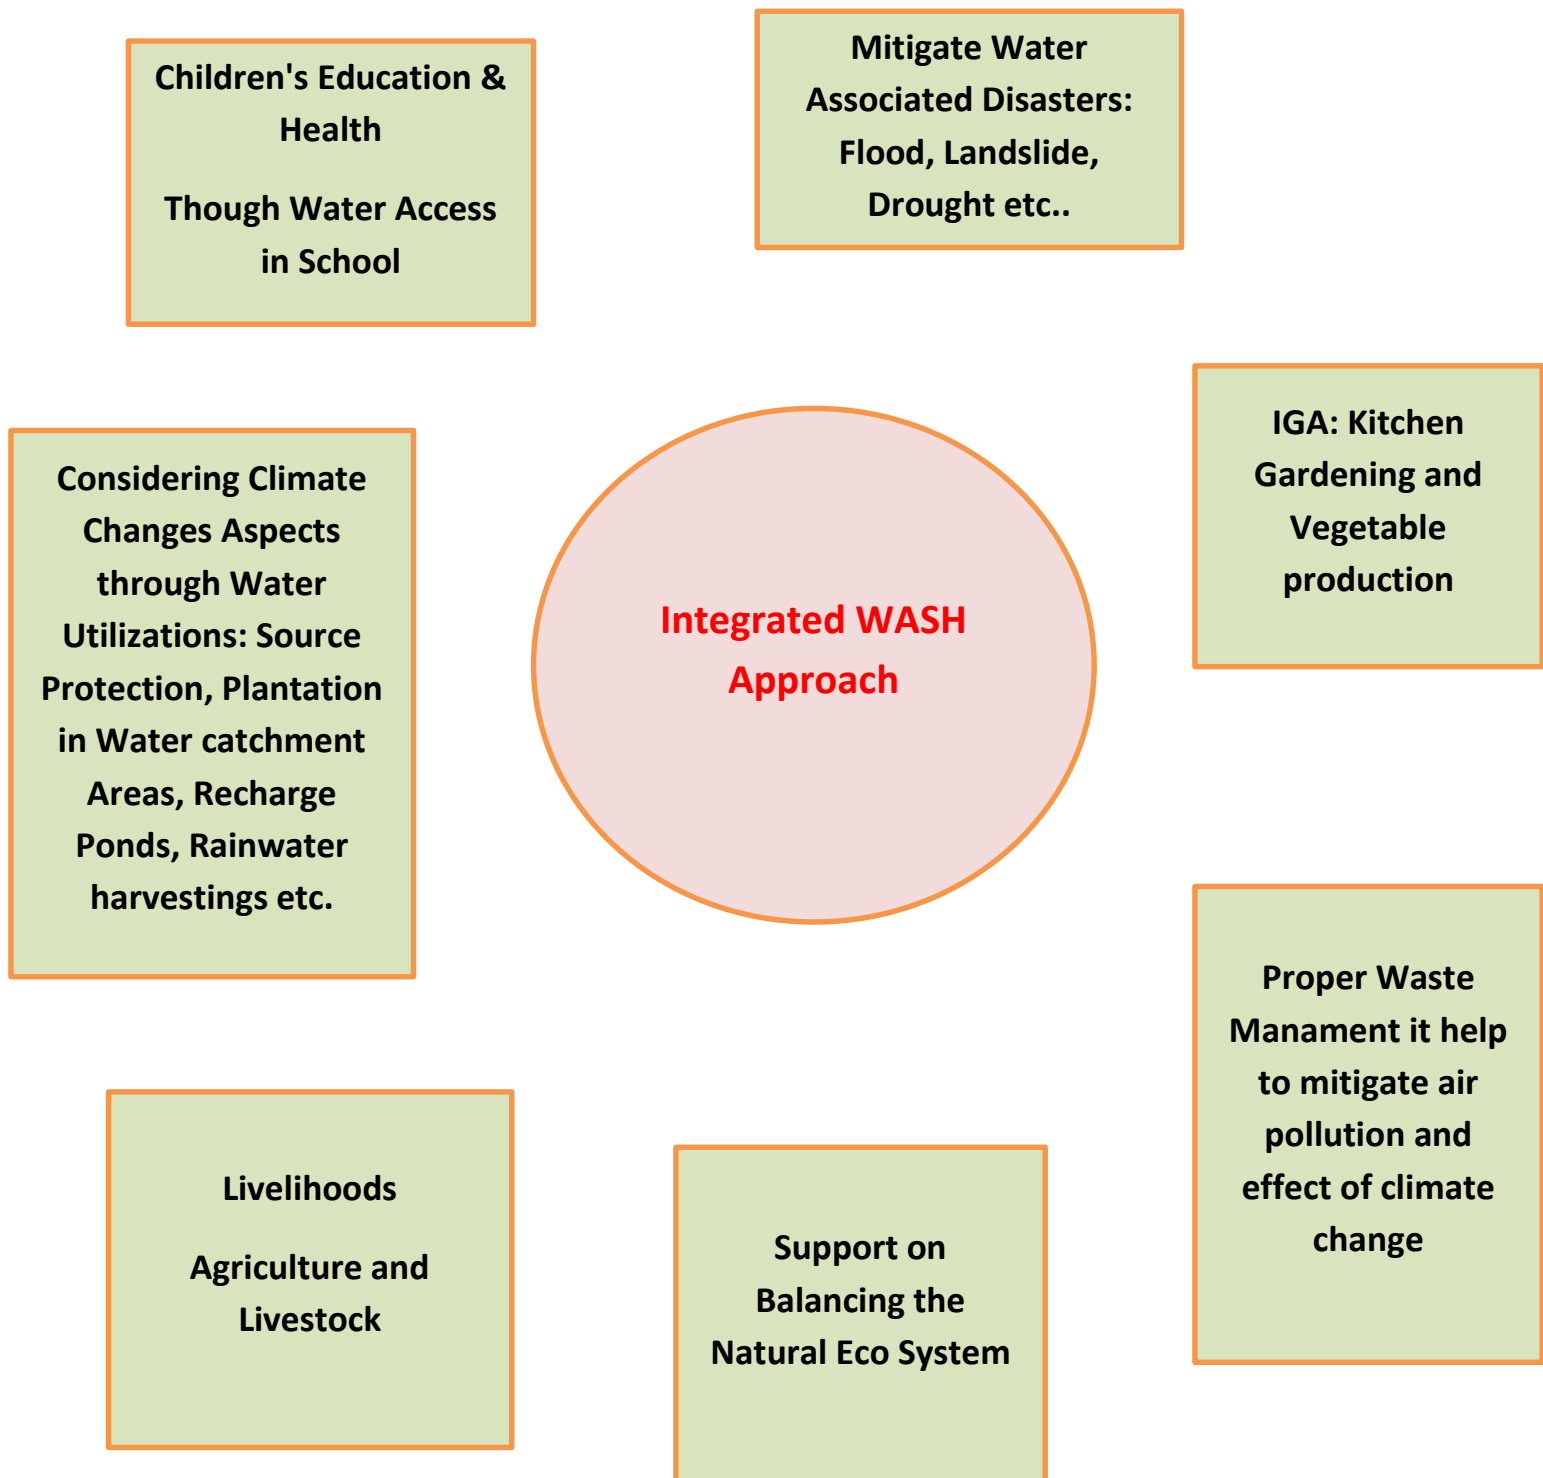 Children's Education &
Health
Though Water Access
in School
Mitigate Water
Associated Disasters:
Flood, Landslide,
Drought etc..
IGA: Kitchen
Gardening and
Vegetable
production
Considering Climate
Changes Aspects
through Water
Utilizations: Source
Protection, Plantation
in Water catchment
Areas, Recharge
Ponds, Rainwater
harvestings etc.
Integrated WASH
Approach
Proper Waste
Manament it help
to mitigate air
pollution and
effect of climate
change
Livelihoods
Agriculture and
Livestock
Support on
Balancing the
Natural Eco System